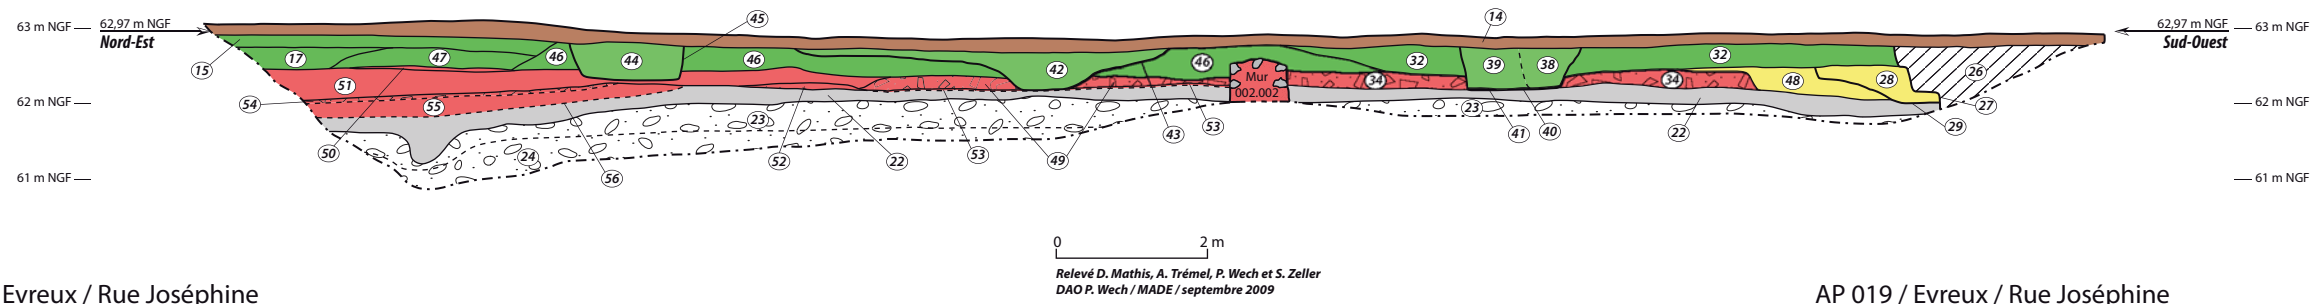 45
14
63 m NGF
62,97 m NGF
62,97 m NGF
63 m NGF
Nord-Est
Sud-Ouest
15
17
47
46
44
46
42
46
32
39
38
32
26
51
Mur
002.002
34
34
48
28
54
55
62 m NGF
62 m NGF
27
23
23
29
50
24
56
52
22
53
49
43
53
41
40
22
61 m NGF
61 m NGF
0
2 m
Relevé D. Mathis, A. Trémel, P. Wech et S. Zeller
DAO P. Wech / MADE / septembre 2009
Evreux / Rue Joséphine
AP 019 / Evreux / Rue Joséphine